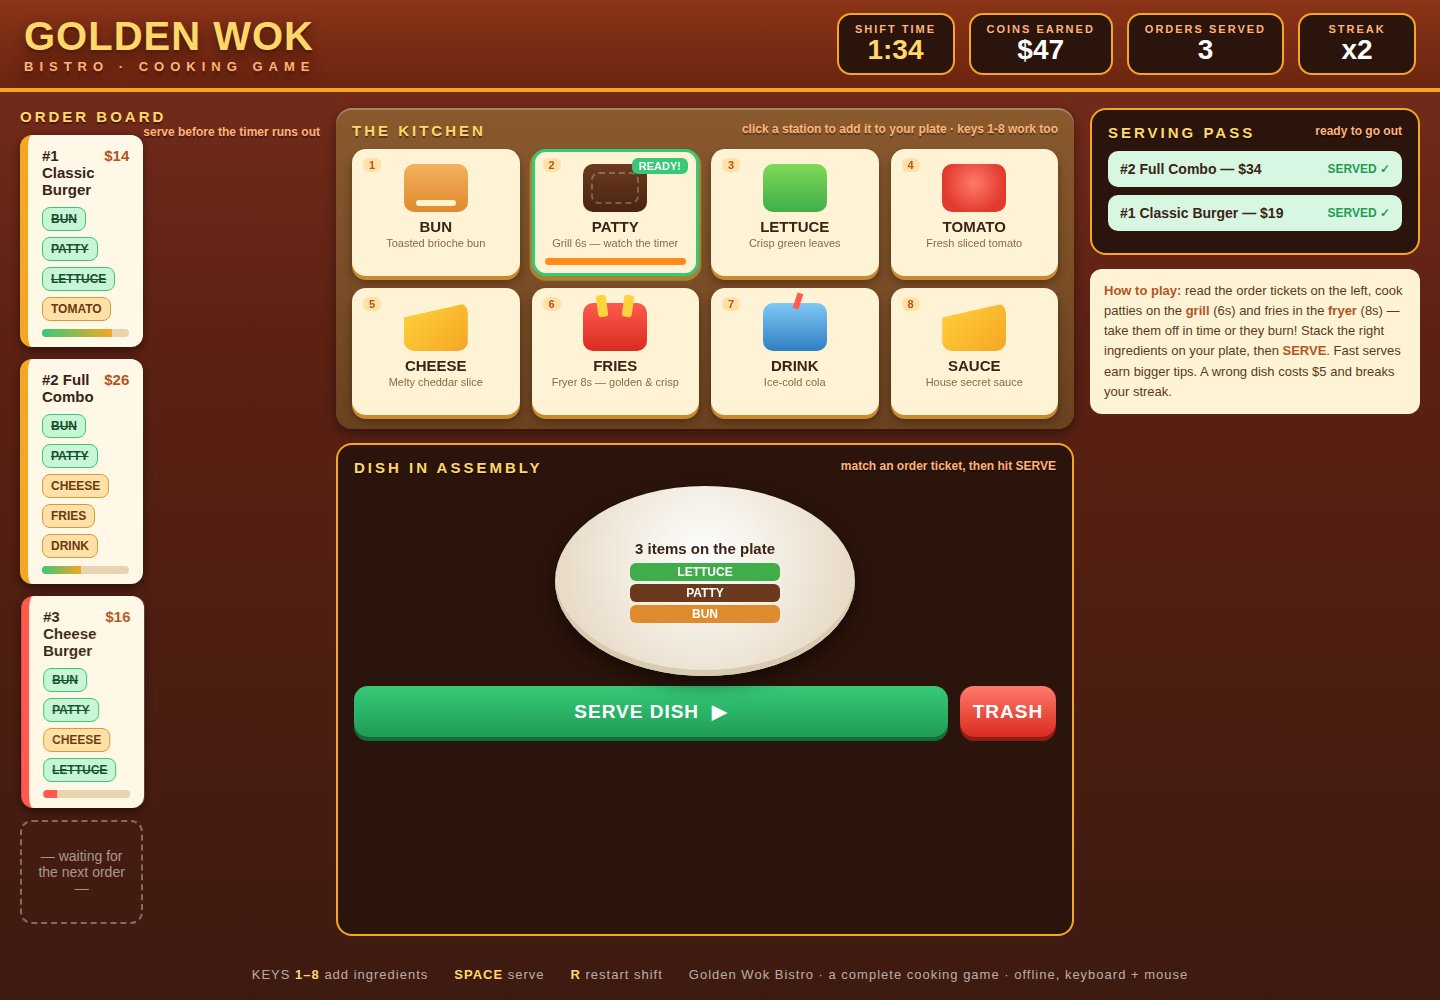 GOLDEN WOK
BISTRO · COOKING GAME
SHIFT TIME
1:34
COINS EARNED
$47
ORDERS SERVED
3
STREAK
x2
ORDER BOARD
serve before the timer runs out
#1 Classic Burger $14
BUN
PATTY
LETTUCE
TOMATO
#2 Full Combo $26
BUN
PATTY
CHEESE
FRIES
DRINK
#3 Cheese Burger $16
BUN
PATTY
CHEESE
LETTUCE
— waiting for
the next order
—
THE KITCHEN
click a station to add it to your plate · keys 1-8 work too
1
BUN
Toasted brioche bun
2
READY!
PATTY
Grill 6s — watch the timer
3
LETTUCE
Crisp green leaves
4
TOMATO
Fresh sliced tomato
5
CHEESE
Melty cheddar slice
6
FRIES
Fryer 8s — golden & crisp
7
DRINK
Ice-cold cola
8
SAUCE
House secret sauce
DISH IN ASSEMBLY
match an order ticket, then hit SERVE
3 items on the plate
LETTUCE
PATTY
BUN
SERVE DISH ▶
TRASH
SERVING PASS
ready to go out
#2 Full Combo — $34 SERVED ✓
#1 Classic Burger — $19 SERVED ✓
How to play: read the order tickets on the left, cook
patties on the grill (6s) and fries in the fryer (8s) —
take them off in time or they burn! Stack the right
ingredients on your plate, then SERVE. Fast serves
earn bigger tips. A wrong dish costs $5 and breaks
your streak.
KEYS 1–8 add ingredients SPACE serve R restart shift Golden Wok Bistro · a complete cooking game · offline, keyboard + mouse